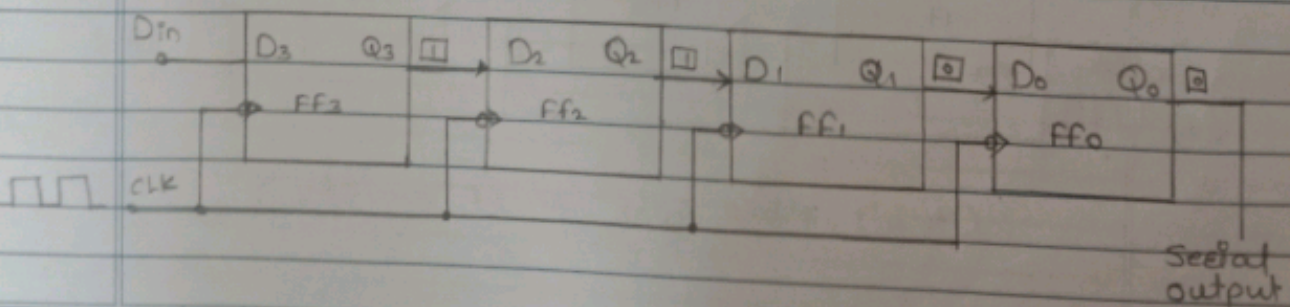 Din
D3 Q3 1 D2 Q2 1 D1 Q1 0 D0 Q0 0
FF3 Ff2 FF1 FF0
CLK
Serial
output